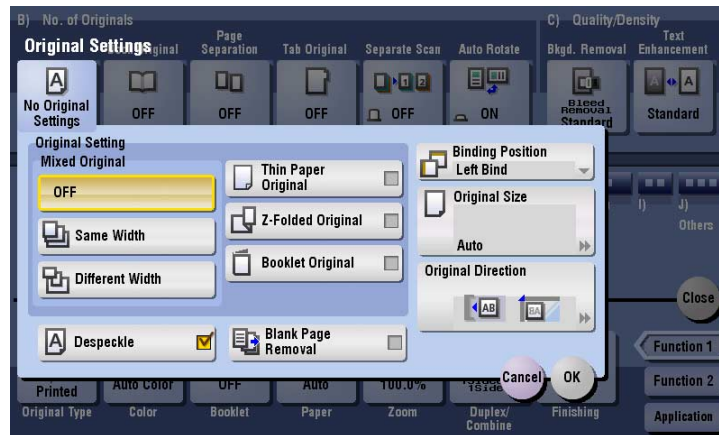 B) No. of Originals
C) Quality/Density
Original Settings
Original
Page
Separation
Tab Original
Separate Scan
Auto Rotate
Bkgd. Removal
Text
Enhancement
No Original
Settings
OFF
OFF
OFF
OFF
ON
Bleed
Removal
Standard
Standard
Original Setting
Mixed Original
OFF
Same Width
Different Width
Thin Paper
Original
Z-Folded Original
Booklet Original
Binding Position
Left Bind
Original Size
Auto
Original Direction
Despeckle
Blank Page
Removal
Cancel
OK
I)
J)
Others
Close
Function 1
Function 2
Application
Printed
Auto Color
OFF
Auto
100.0%
Original Type
Color
Booklet
Paper
Zoom
Duplex/
Combine
Finishing